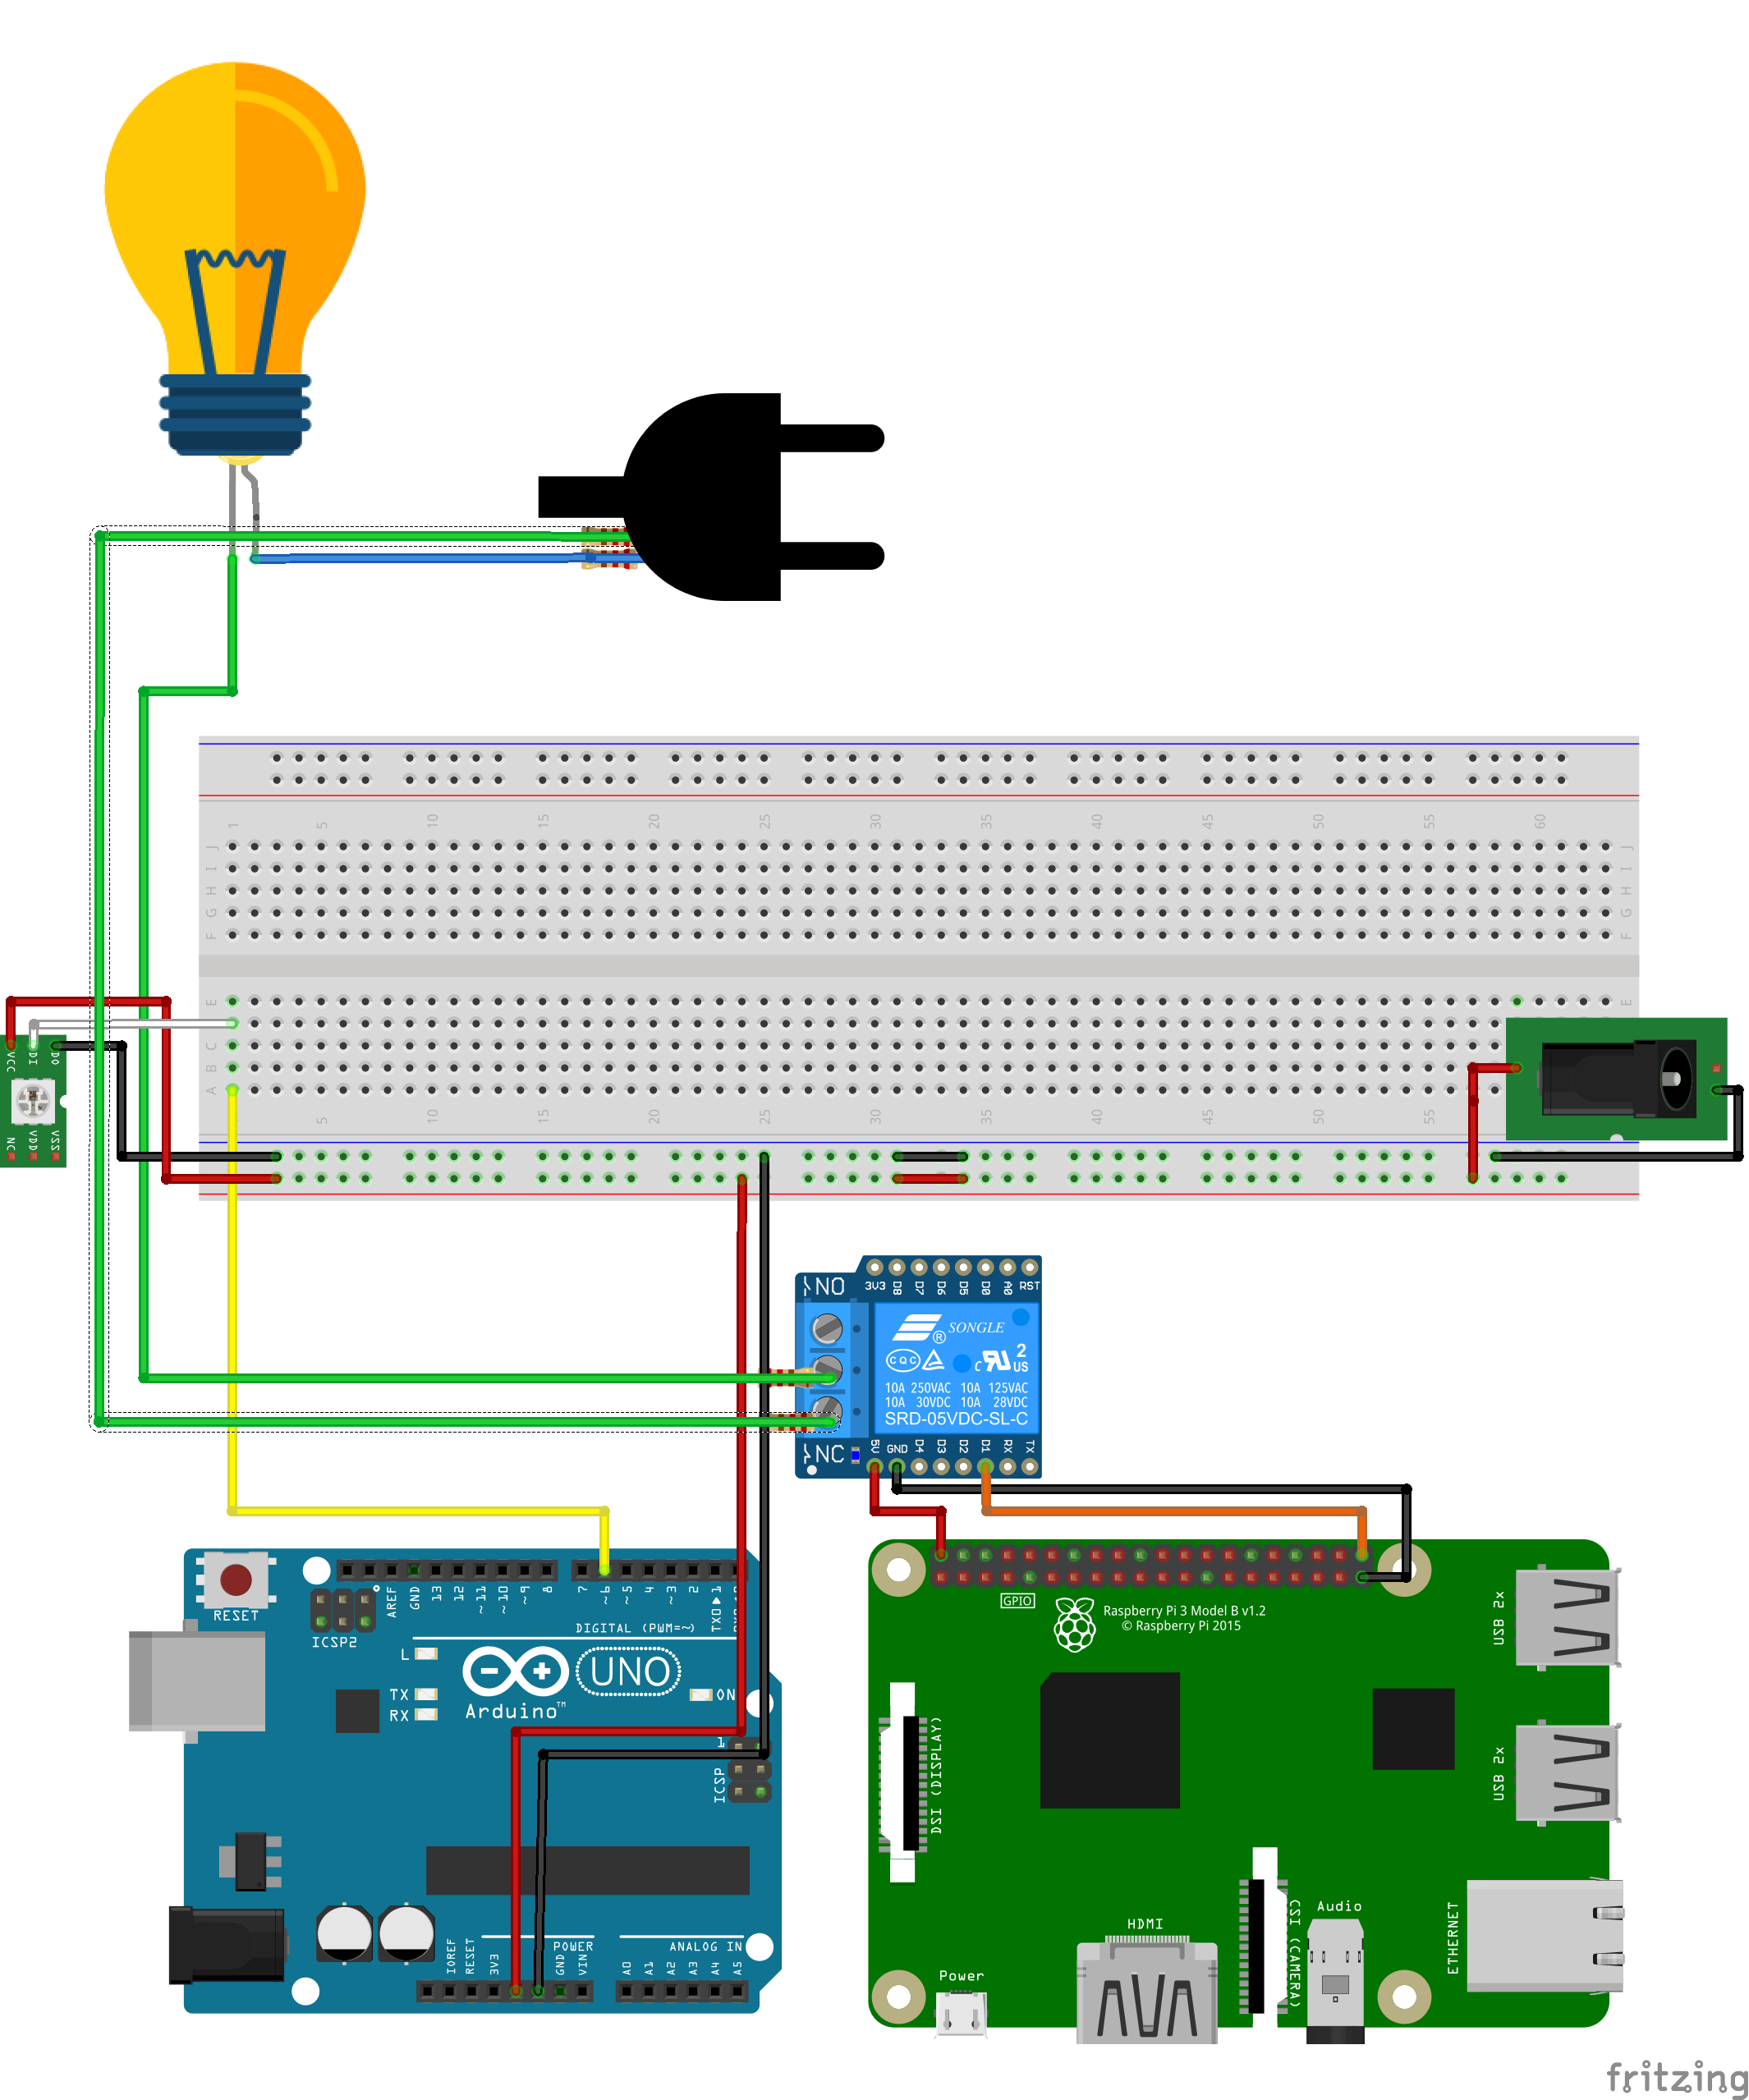 1 5 10 15 20 25 30 35 40 45 50 55 60
J J
I I
H H
G G
F F
E E
C
B
A
5 10 15 20 25 30 35 40 45 50 55
VCC DI DO
NC VDD VSS
NO
3V3 D8 D7 D6 D5 D0 A0 RST
® SONGLE
CQC c RU US 2
10A 250VAC 10A 125VAC
10A 30VDC 10A 28VDC
SRD-05VDC-SL-C
NC
5V GND D4 D3 D2 D1 RX TX
RESET
ICSP2
AREF GND 13 12 ~11 ~10 ~9 8 7 ~6 ~5 4 ~3 2 TX0 1
DIGITAL (PWM=~)
L
TX
RX
UNO
ON
Arduino™
1
ICSP
IOREF RESET 3V3 GND VIN
POWER
ANALOG IN
A0 A1 A2 A3 A4 A5
GPIO
Raspberry Pi 3 Model B v1.2
© Raspberry Pi 2015
USB 2x
USB 2x
DSI (DISPLAY)
CSI (CAMERA)
Audio
HDMI
Power
ETHERNET
fritzing